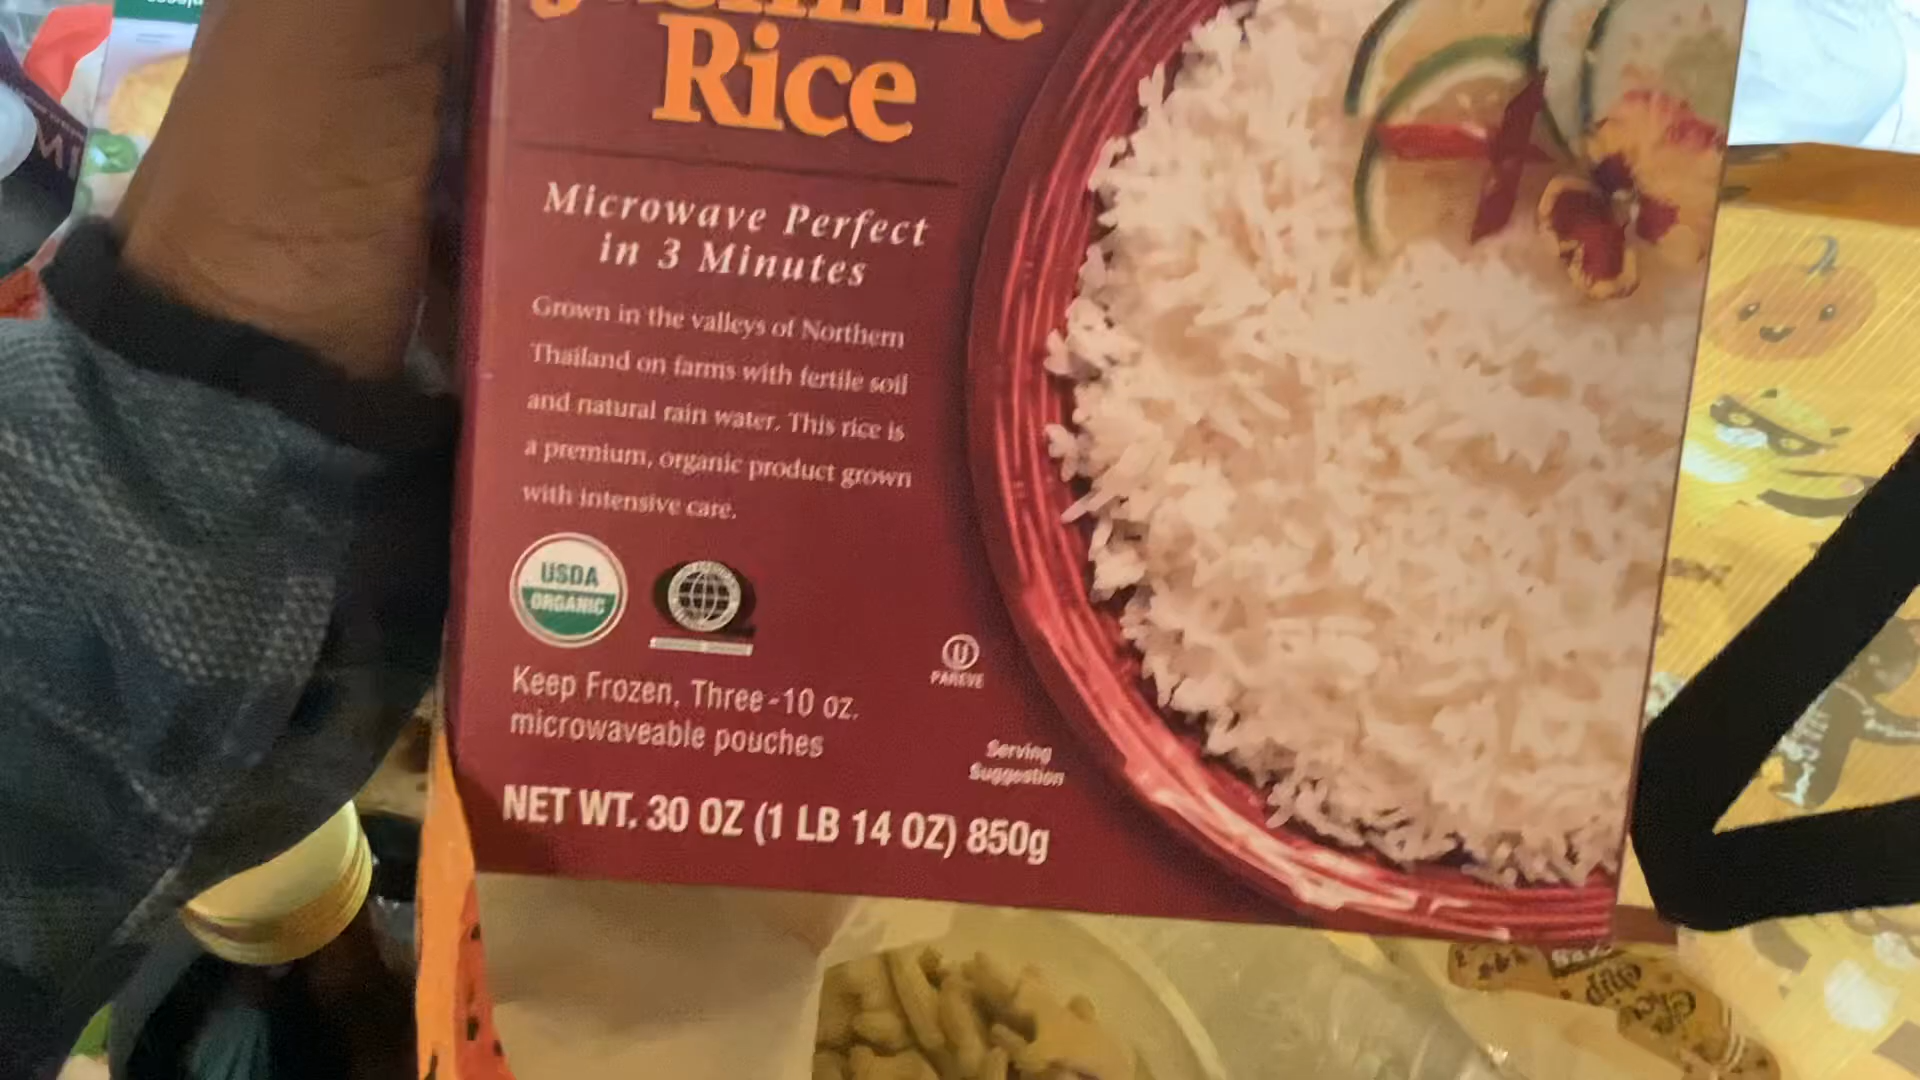 Jasmine
Rice
Microwave Perfect
in 3 Minutes
Grown in the valleys of Northern
Thailand on farms with fertile soil
and natural rain water. This rice is
a premium, organic product grown
with intensive care.
USDA
ORGANIC
U
PAREVE
Keep Frozen. Three-10 oz.
microwaveable pouches
Serving
Suggestion
NET WT. 30 OZ (1 LB 14 OZ) 850g